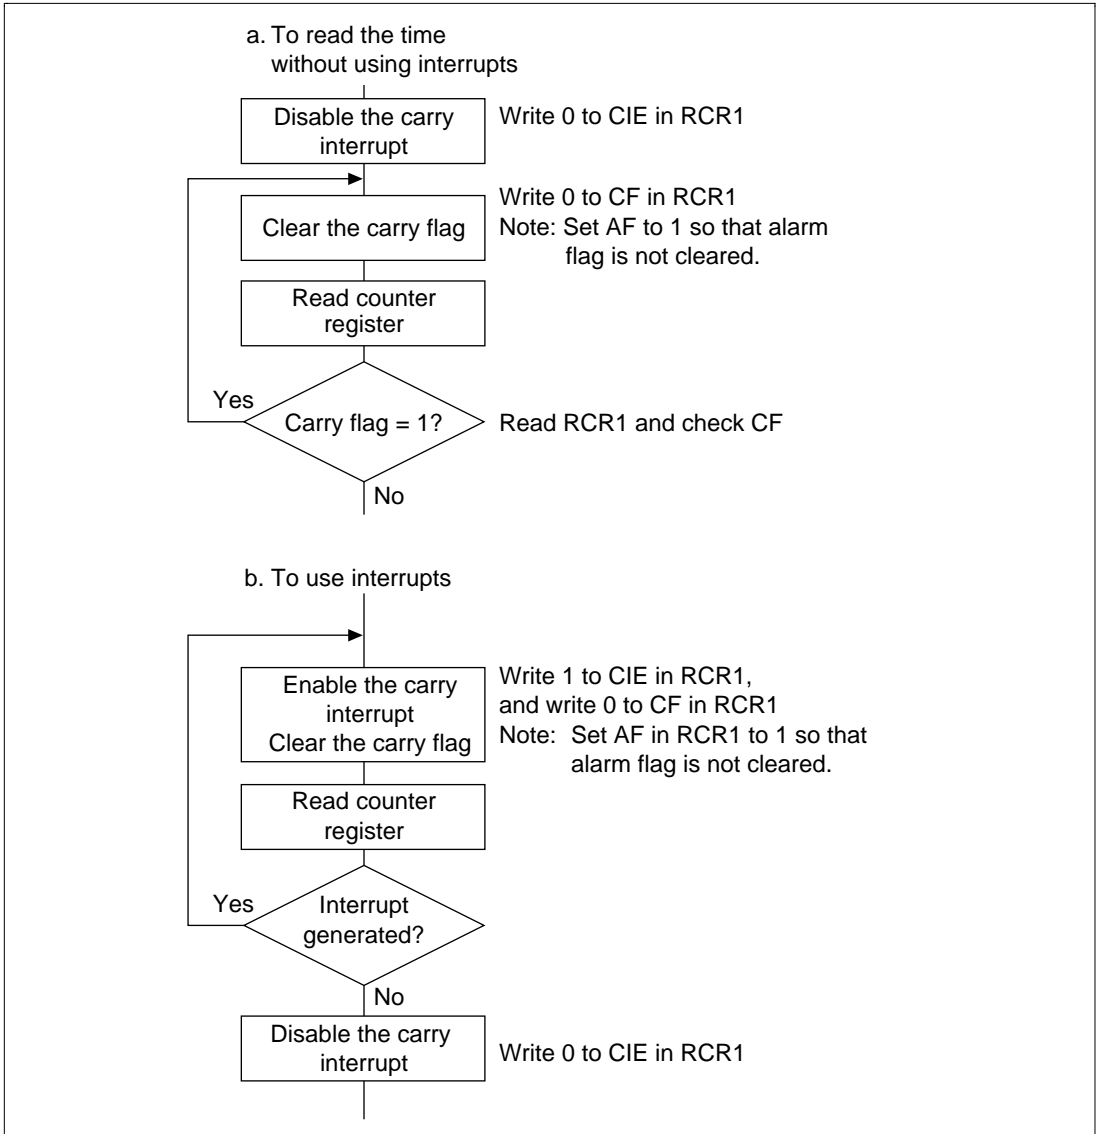 a. To read the time
without using interrupts
Disable the carry
interrupt
Write 0 to CIE in RCR1
Clear the carry flag
Write 0 to CF in RCR1
Note: Set AF to 1 so that alarm
flag is not cleared.
Read counter
register
Yes
Carry flag = 1?
Read RCR1 and check CF
No
b. To use interrupts
Enable the carry
interrupt
Clear the carry flag
Write 1 to CIE in RCR1,
and write 0 to CF in RCR1
Note: Set AF in RCR1 to 1 so that
alarm flag is not cleared.
Read counter
register
Yes
Interrupt
generated?
No
Disable the carry
interrupt
Write 0 to CIE in RCR1